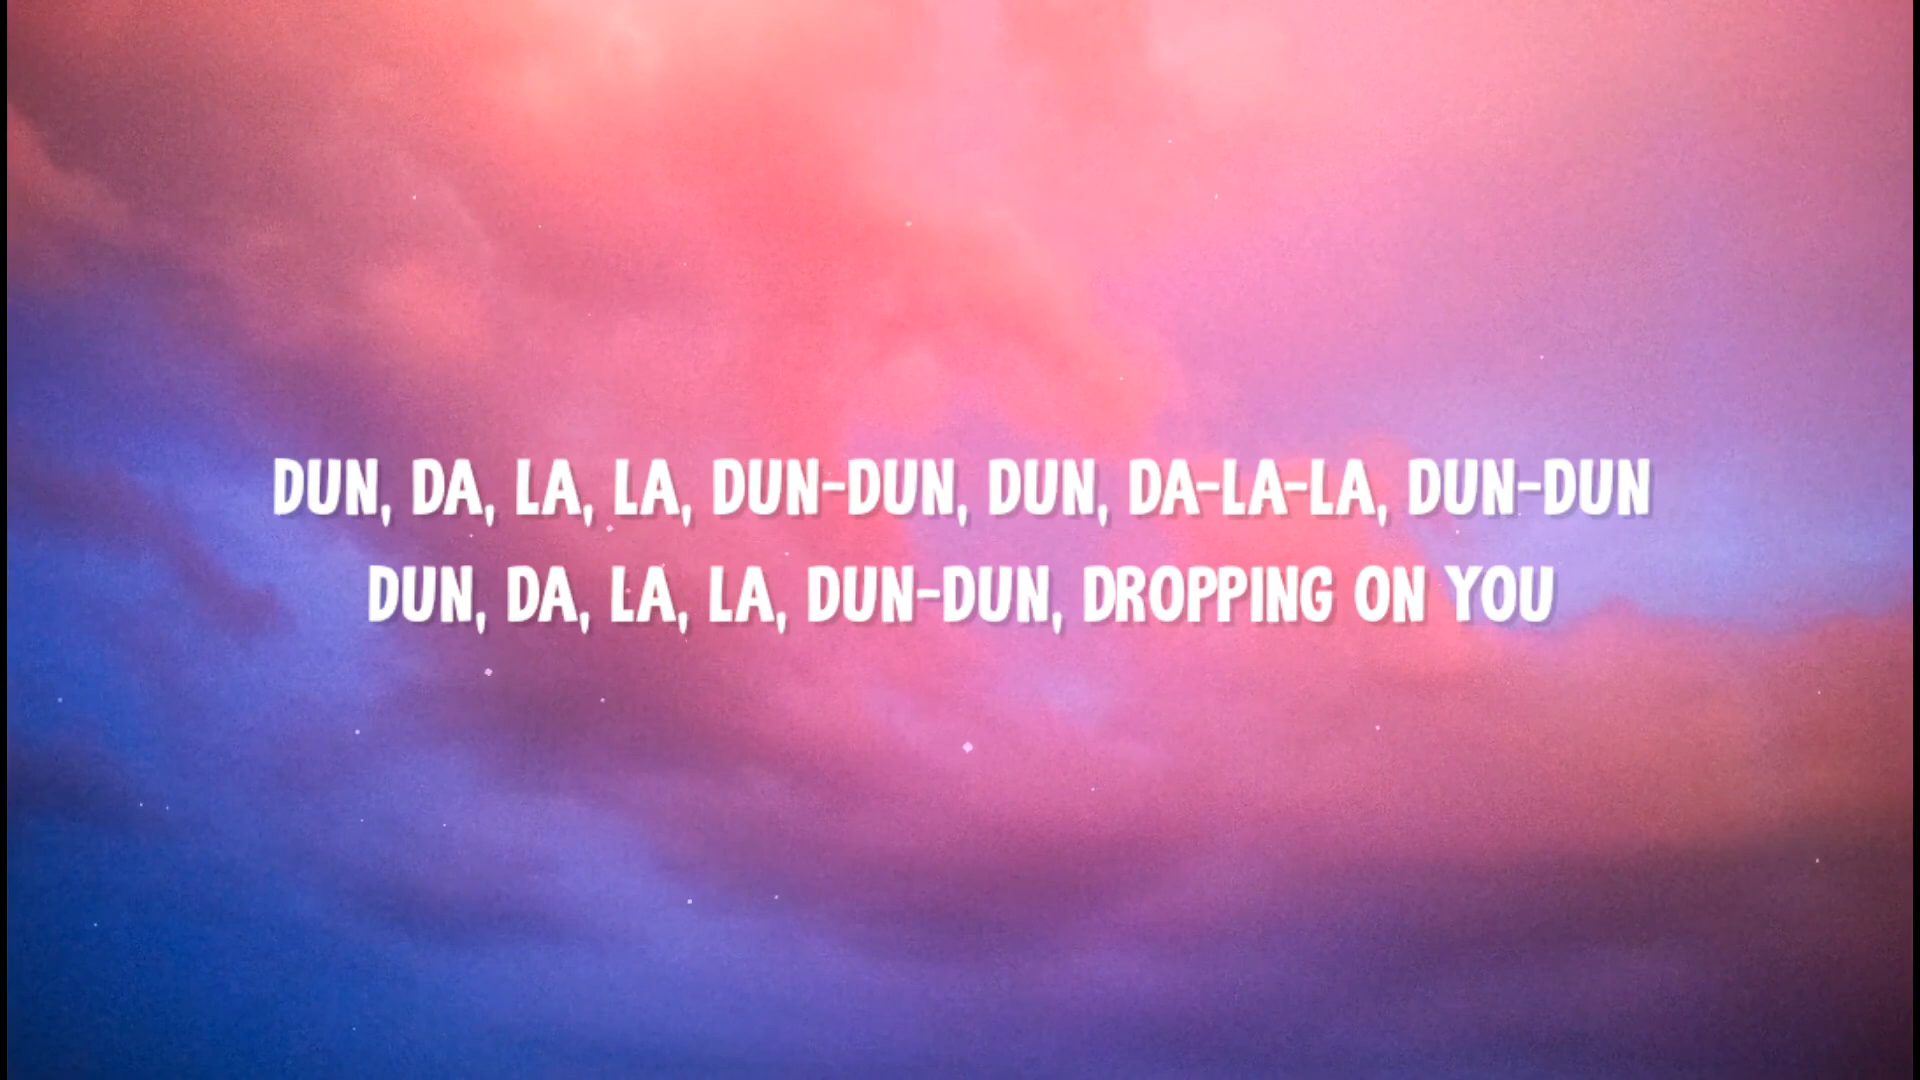 DUN, DA, LA, LA, DUN-DUN, DUN, DA-LA-LA, DUN-DUN
DUN, DA, LA, LA, DUN-DUN, DROPPING ON YOU